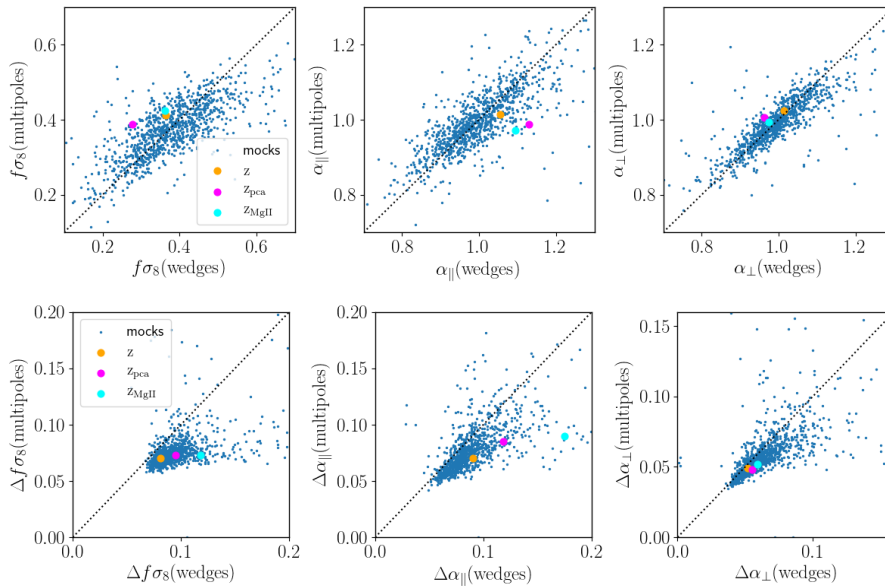 0.6
0.4
0.2
fσ8(multipoles)
mocks
z
zpca
zMgII
0.2 0.4 0.6
fσ8(wedges)
1.2
1.0
0.8
α∥(multipoles)
0.8 1.0 1.2
α∥(wedges)
1.2
1.0
0.8
α⊥(multipoles)
0.8 1.0 1.2
α⊥(wedges)
0.20
0.15
0.10
0.05
0.00
Δfσ8(multipoles)
mocks
z
zpca
zMgII
0.0 0.1 0.2
Δfσ8(wedges)
0.20
0.15
0.10
0.05
0.00
Δα∥(multipoles)
0.0 0.1 0.2
Δα∥(wedges)
0.15
0.10
0.05
0.00
Δα⊥(multipoles)
0.0 0.1
Δα⊥(wedges)